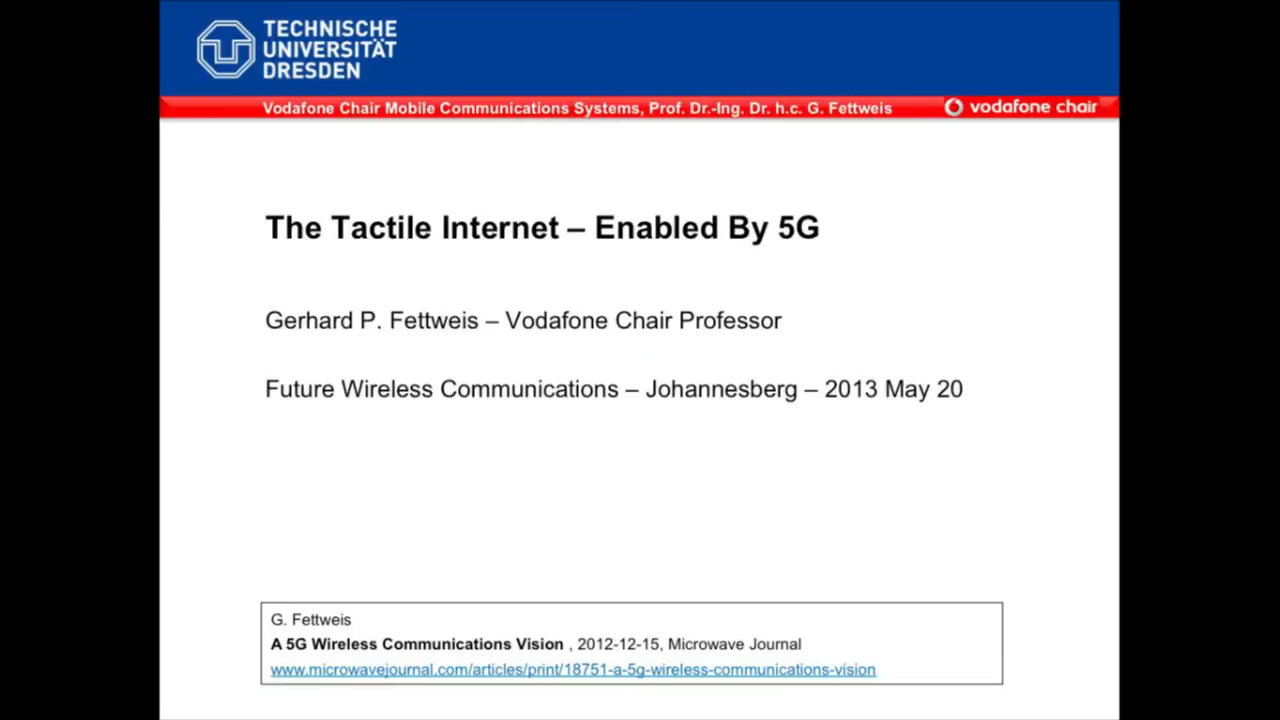 TECHNISCHE
UNIVERSITÄT
DRESDEN
Vodafone Chair Mobile Communications Systems, Prof. Dr.-Ing. Dr. h.c. G. Fettweis
vodafone chair
The Tactile Internet – Enabled By 5G
Gerhard P. Fettweis – Vodafone Chair Professor
Future Wireless Communications – Johannesberg – 2013 May 20
G. Fettweis
A 5G Wireless Communications Vision , 2012-12-15, Microwave Journal
www.microwavejournal.com/articles/print/18751-a-5g-wireless-communications-vision